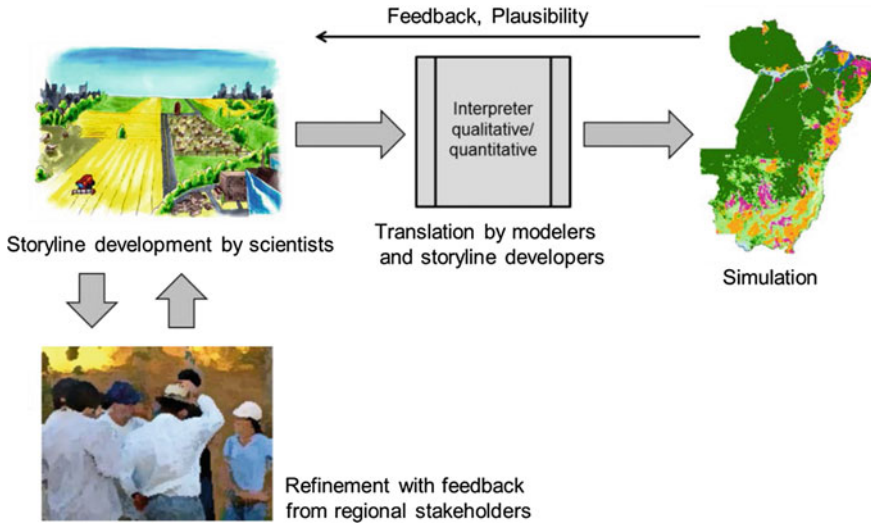 Feedback, Plausibility
Interpreter
qualitative/
quantitative
Storyline development by scientists
Translation by modelers
and storyline developers
Simulation
Refinement with feedback
from regional stakeholders